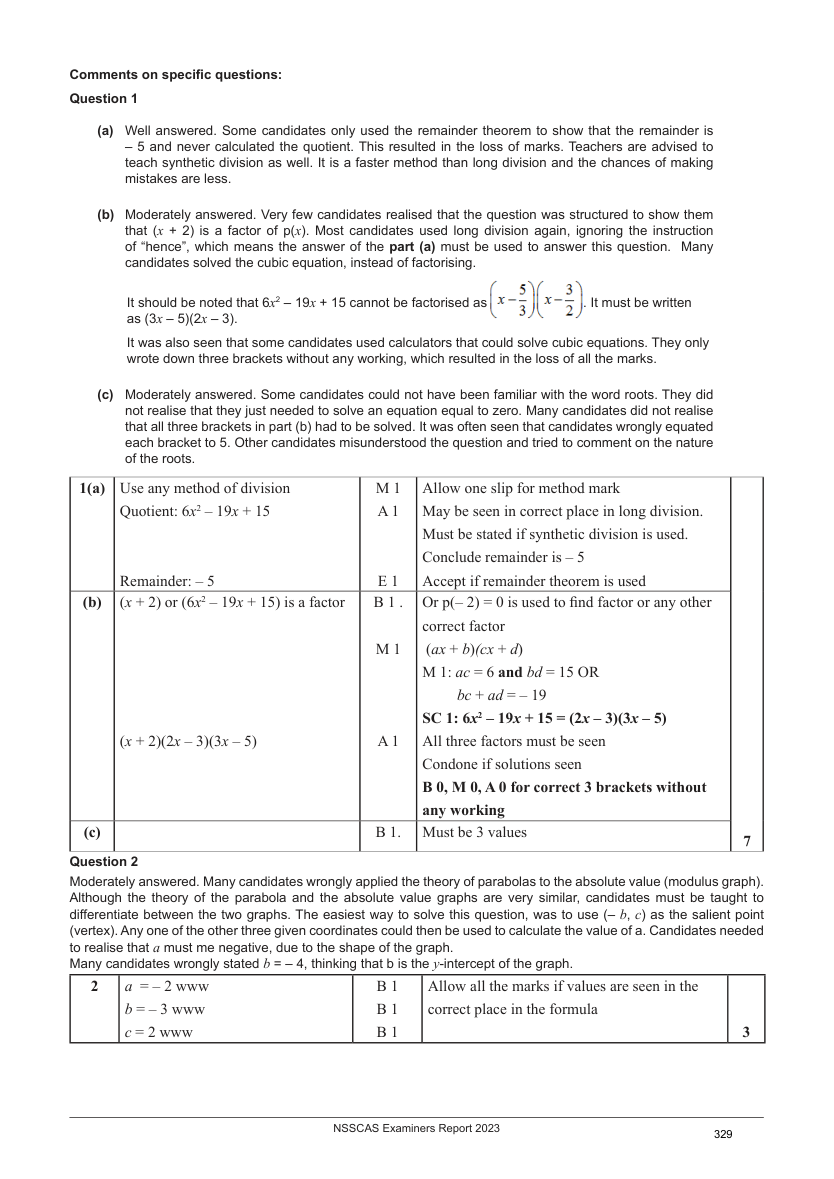 Comments on specific questions:
Question 1
(a) Well answered. Some candidates only used the remainder theorem to show that the remainder is
– 5 and never calculated the quotient. This resulted in the loss of marks. Teachers are advised to
teach synthetic division as well. It is a faster method than long division and the chances of making
mistakes are less.
(b) Moderately answered. Very few candidates realised that the question was structured to show them
that (x + 2) is a factor of p(x). Most candidates used long division again, ignoring the instruction
of “hence”, which means the answer of the part (a) must be used to answer this question. Many
candidates solved the cubic equation, instead of factorising.
It should be noted that 6x² – 19x + 15 cannot be factorised as (x – 5/3)(x – 3/2). It must be written
as (3x – 5)(2x – 3).
It was also seen that some candidates used calculators that could solve cubic equations. They only
wrote down three brackets without any working, which resulted in the loss of all the marks.
(c) Moderately answered. Some candidates could not have been familiar with the word roots. They did
not realise that they just needed to solve an equation equal to zero. Many candidates did not realise
that all three brackets in part (b) had to be solved. It was often seen that candidates wrongly equated
each bracket to 5. Other candidates misunderstood the question and tried to comment on the nature
of the roots.
1(a) Use any method of division M 1 Allow one slip for method mark
Quotient: 6x² – 19x + 15 A 1 May be seen in correct place in long division.
Must be stated if synthetic division is used.
Conclude remainder is – 5
Remainder: – 5 E 1 Accept if remainder theorem is used
(b) (x + 2) or (6x² – 19x + 15) is a factor B 1 . Or p(– 2) = 0 is used to find factor or any other
correct factor
M 1 (ax + b)(cx + d)
M 1: ac = 6 and bd = 15 OR
bc + ad = – 19
SC 1: 6x² – 19x + 15 = (2x – 3)(3x – 5)
(x + 2)(2x – 3)(3x – 5) A 1 All three factors must be seen
Condone if solutions seen
B 0, M 0, A 0 for correct 3 brackets without
any working
(c) B 1. Must be 3 values 7
Question 2
Moderately answered. Many candidates wrongly applied the theory of parabolas to the absolute value (modulus graph).
Although the theory of the parabola and the absolute value graphs are very similar, candidates must be taught to
differentiate between the two graphs. The easiest way to solve this question, was to use (– b, c) as the salient point
(vertex). Any one of the other three given coordinates could then be used to calculate the value of a. Candidates needed
to realise that a must me negative, due to the shape of the graph.
Many candidates wrongly stated b = – 4, thinking that b is the y-intercept of the graph.
2 a = – 2 www B 1 Allow all the marks if values are seen in the
b = – 3 www B 1 correct place in the formula
c = 2 www B 1 3
NSSCAS Examiners Report 2023
329